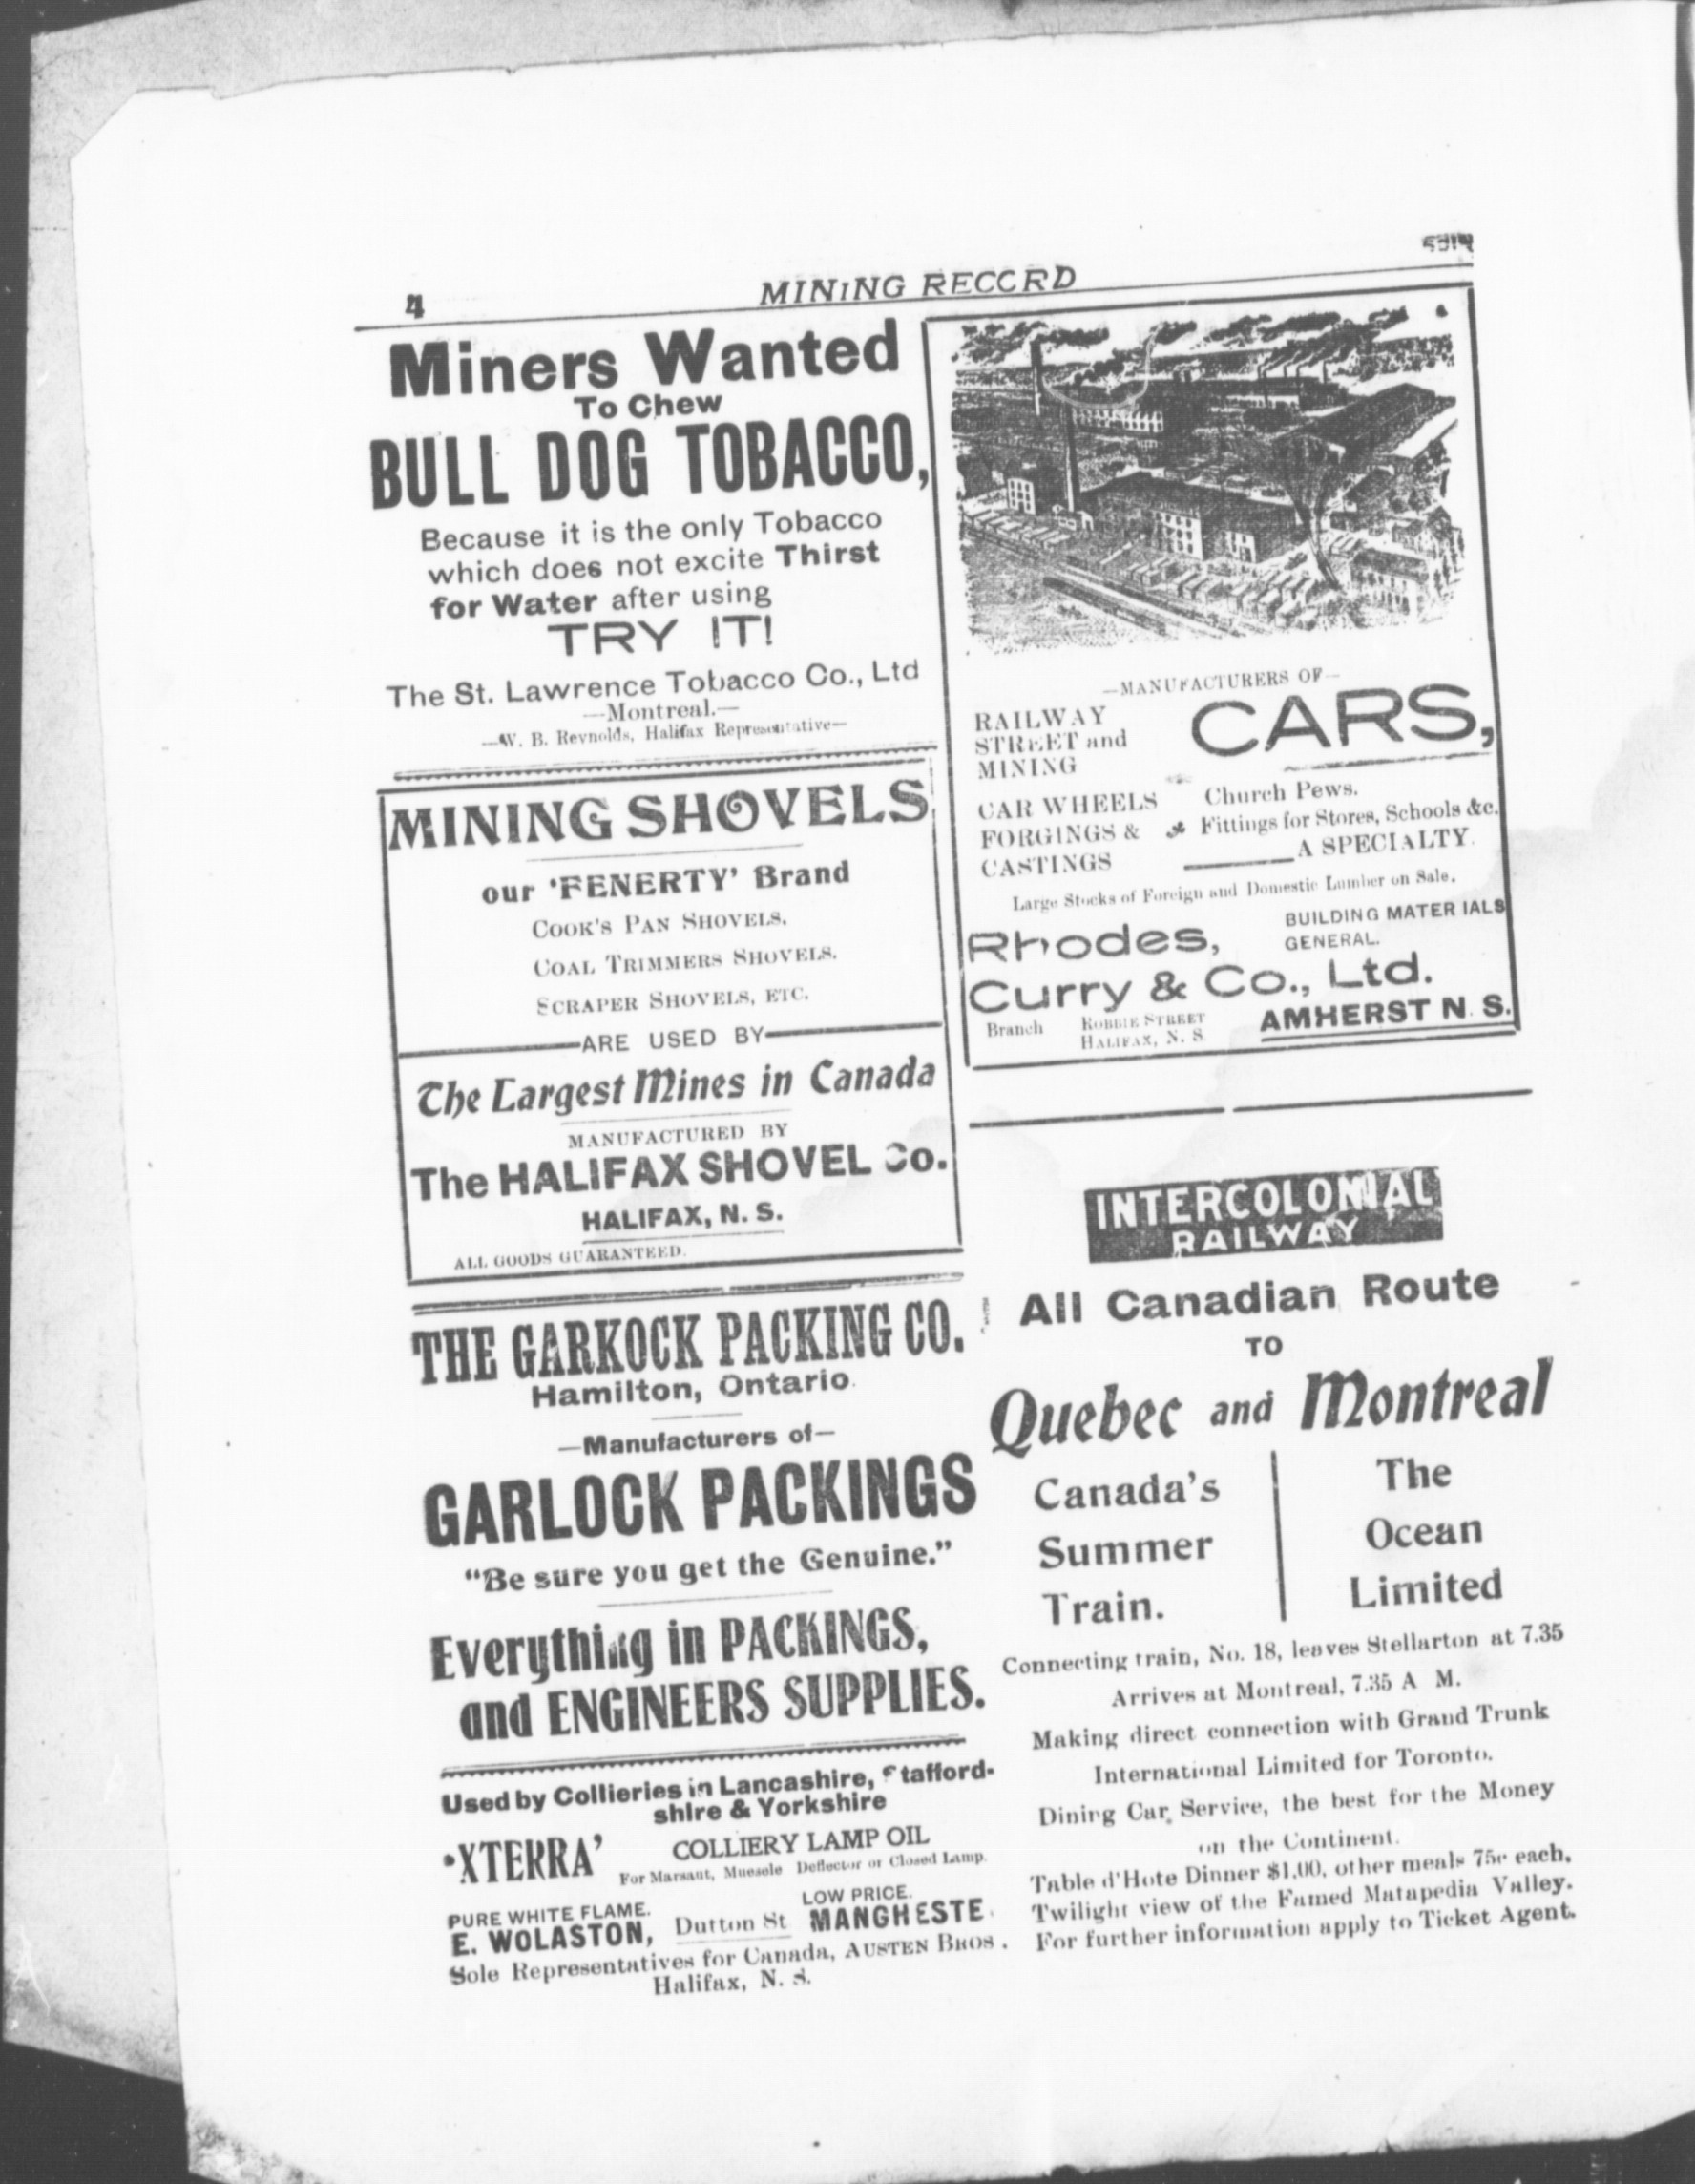 4
MINING RECCRD
Miners Wanted
To Chew
BULL DOG TOBACCO,
Because it is the only Tobacco
which does not excite Thirst
for Water after using
TRY IT!
The St. Lawrence Tobacco Co., Ltd
—Montreal.—
—W. B. Reynolds, Halifax Representative—
MINING SHOVELS
our 'FENERTY' Brand
COOK'S PAN SHOVELS.
COAL TRIMMERS SHOVELS.
SCRAPER SHOVELS, ETC.
ARE USED BY
The Largest Mines in Canada
MANUFACTURED BY
The HALIFAX SHOVEL Co.
HALIFAX, N. S.
ALL GOODS GUARANTEED.
THE GARKOCK PACKING CO.
Hamilton, Ontario.
—Manufacturers of—
GARLOCK PACKINGS
"Be sure you get the Genuine."
Everything in PACKINGS,
and ENGINEERS SUPPLIES.
Used by Collieries in Lancashire, Stafford-
shire & Yorkshire
'XTERRA' COLLIERY LAMP OIL
For Marsaut, Muesele Deflector or Closed Lamp.
PURE WHITE FLAME. LOW PRICE.
E. WOLASTON, Dutton St MANGHESTE.
Sole Representatives for Canada, AUSTEN BROS.
Halifax, N. S.
—MANUFACTURERS OF—
RAILWAY
STREET and
MINING
CARS,
CAR WHEELS
FORGINGS &
CASTINGS
Church Pews.
Fittings for Stores, Schools &c.
A SPECIALTY.
Large Stocks of Foreign and Domestic Lumber on Sale.
BUILDING MATER IALS
GENERAL.
Rhodes,
Curry & Co., Ltd.
Branch ROBBIE STREET
HALIFAX, N. S
AMHERST N. S.
INTERCOLONIAL
RAILWAY
All Canadian Route
TO
Quebec and Montreal
Canada's
Summer
Train.
The
Ocean
Limited
Connecting train, No. 18, leaves Stellarton at 7.35
Arrives at Montreal, 7.35 A M.
Making direct connection with Grand Trunk
International Limited for Toronto.
Dining Car Service, the best for the Money
on the Continent.
Table d'Hote Dinner $1.00, other meals 75c each.
Twilight view of the Famed Matapedia Valley.
For further information apply to Ticket Agent.